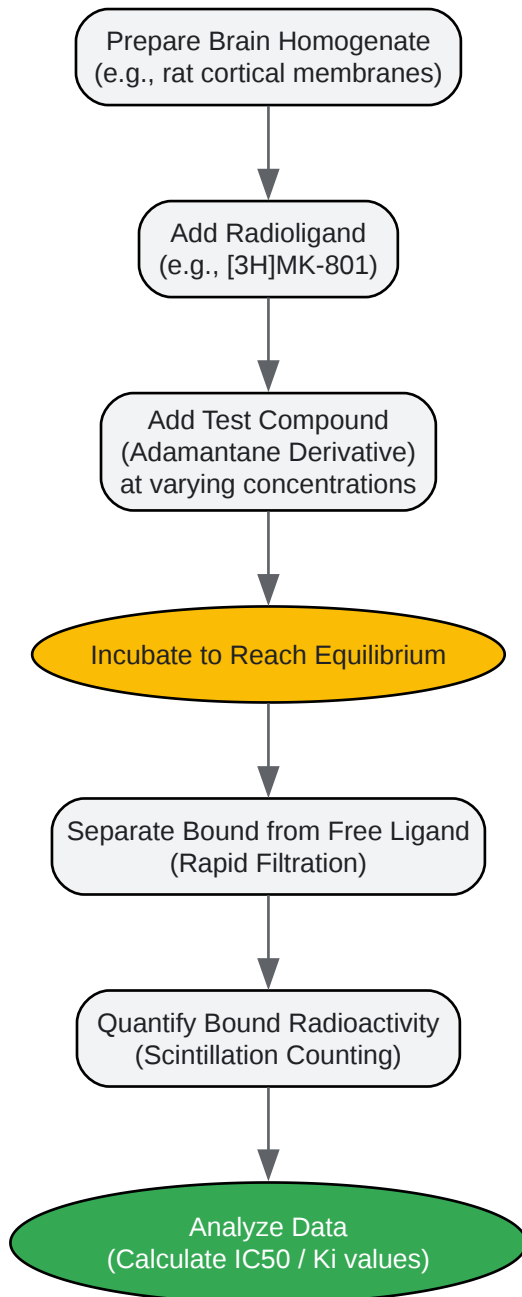 Prepare Brain Homogenate
(e.g., rat cortical membranes)
Add Radioligand
(e.g., [3H]MK-801)
Add Test Compound
(Adamantane Derivative)
at varying concentrations
Incubate to Reach Equilibrium
Separate Bound from Free Ligand
(Rapid Filtration)
Quantify Bound Radioactivity
(Scintillation Counting)
Analyze Data
(Calculate IC50 / Ki values)